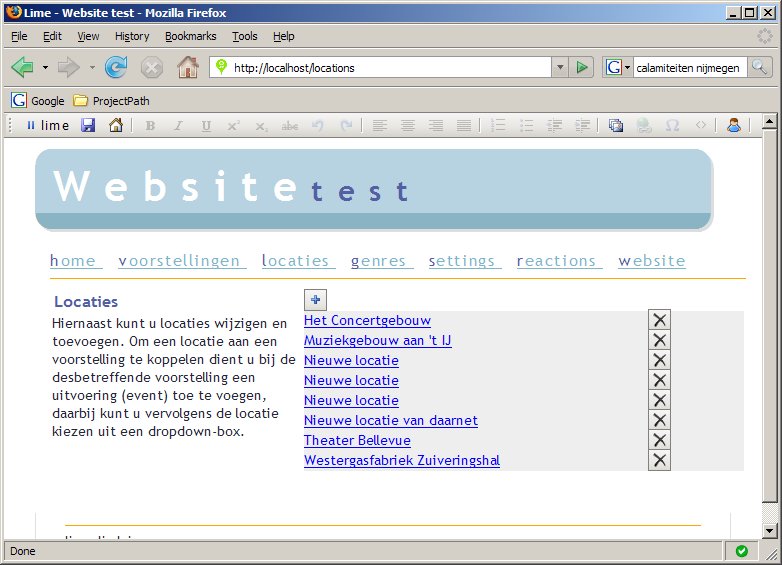 Lime - Website test - Mozilla Firefox
File Edit View History Bookmarks Tools Help
http://localhost/locations
G calamiteiten nijmegen
G Google ProjectPath
lime B I U x² x₂ abc Ω <>
Website test
home voorstellingen locaties genres settings reactions website
Locaties
Hiernaast kunt u locaties wijzigen en
toevoegen. Om een locatie aan een
voorstelling te koppelen dient u bij de
desbetreffende voorstelling een
uitvoering (event) toe te voegen,
daarbij kunt u vervolgens de locatie
kiezen uit een dropdown-box.
Het Concertgebouw
Muziekgebouw aan 't IJ
Nieuwe locatie
Nieuwe locatie
Nieuwe locatie
Nieuwe locatie van daarnet
Theater Bellevue
Westergasfabriek Zuiveringshal
Done